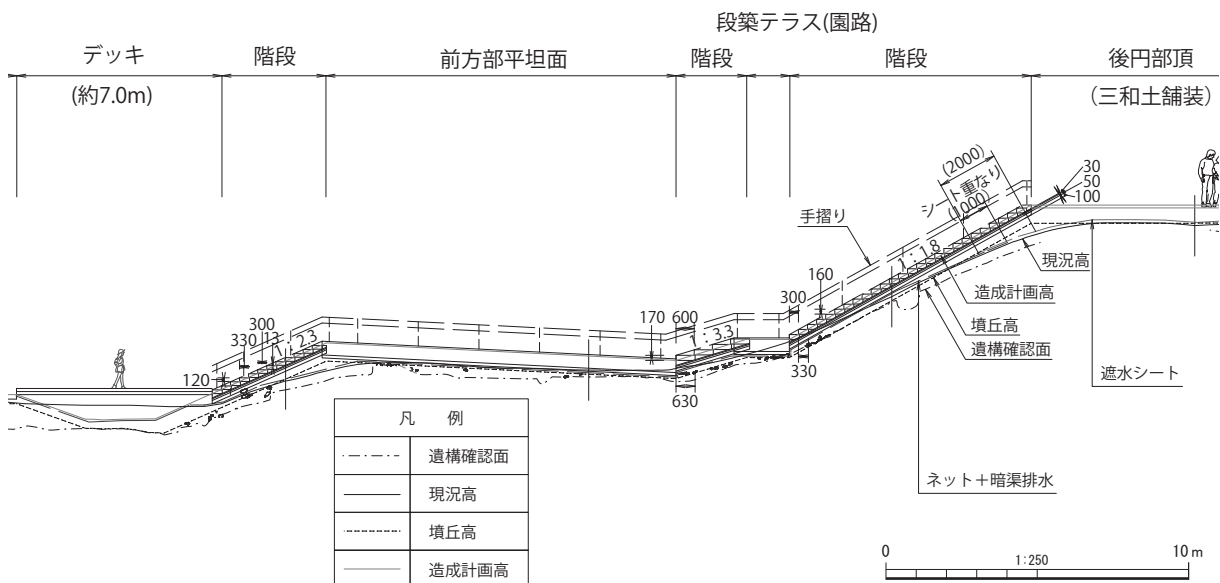 段築テラス(園路)
デッキ
階段
前方部平坦面
階段
階段
後円部頂
(約7.0m)
(三和土舗装)
(2000)
シート重なり
(1000)
30
50
100
手摺り
1:1.8
現況高
160
300
造成計画高
170
600
1:3.3
墳丘高
300
330
13
1:2.3
遺構確認面
120
330
遮水シート
630
凡 例
遺構確認面
現況高
墳丘高
造成計画高
ネット+暗渠排水
0
10 m
1:250